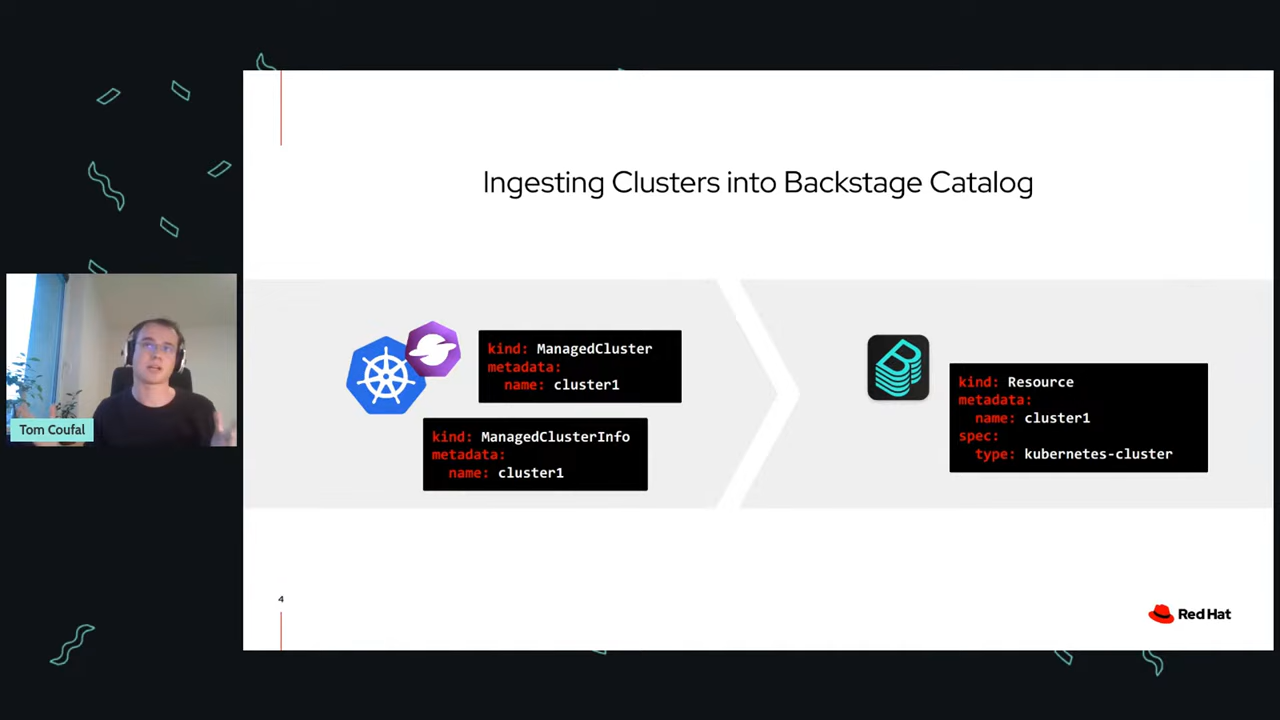 Ingesting Clusters into Backstage Catalog
kind: ManagedCluster
metadata:
name: cluster1
kind: ManagedClusterInfo
metadata:
name: cluster1
kind: Resource
metadata:
name: cluster1
spec:
type: kubernetes-cluster
Tom Coufal
4
Red Hat